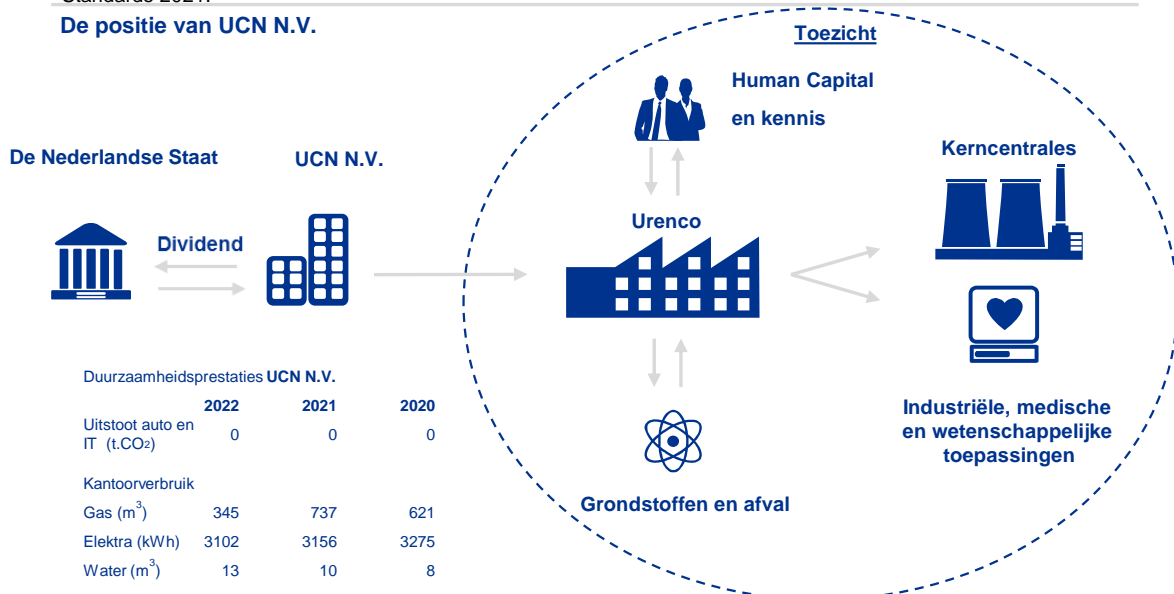 Standards 2021.
De positie van UCN N.V.
Toezicht
Human Capital
en kennis
De Nederlandse Staat
UCN N.V.
Kerncentrales
Dividend
Urenco
Industriële, medische
en wetenschappelijke
toepassingen
Grondstoffen en afval
Duurzaamheidsprestaties UCN N.V.
2022 2021 2020
Uitstoot auto en
IT (t.CO2) 0 0 0
Kantoorverbruik
Gas (m³) 345 737 621
Elektra (kWh) 3102 3156 3275
Water (m³) 13 10 8